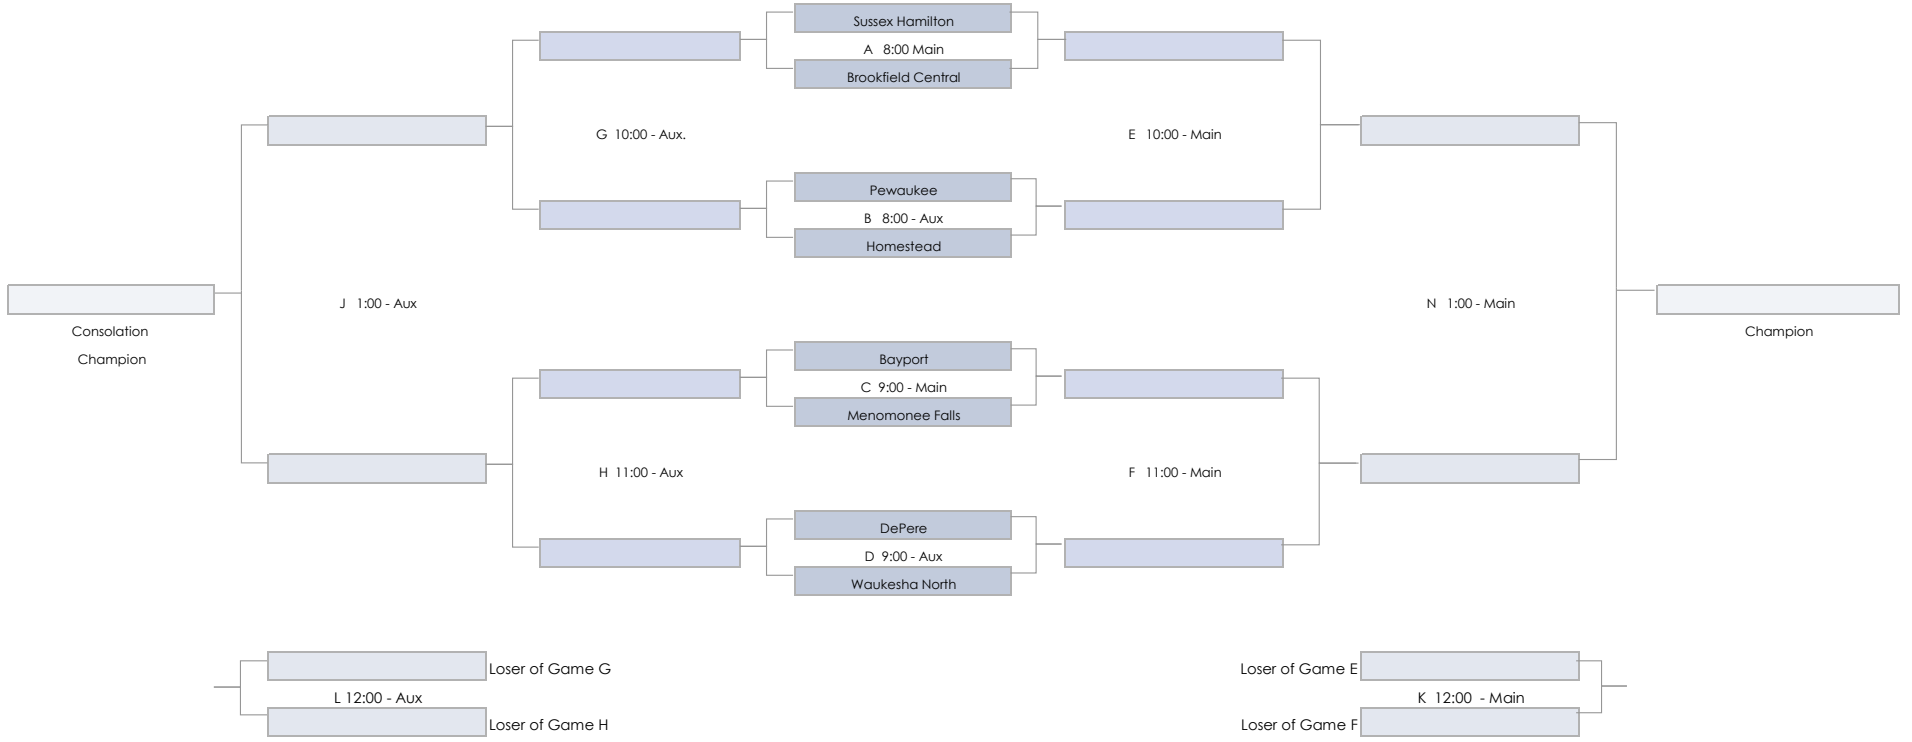 Sussex Hamilton
A 8:00 Main
Brookfield Central
G 10:00 - Aux.
E 10:00 - Main
Pewaukee
B 8:00 - Aux
Homestead
J 1:00 - Aux
N 1:00 - Main
Consolation
Champion
Champion
Bayport
C 9:00 - Main
Menomonee Falls
H 11:00 - Aux
F 11:00 - Main
DePere
D 9:00 - Aux
Waukesha North
Loser of Game G
L 12:00 - Aux
Loser of Game H
Loser of Game E
K 12:00 - Main
Loser of Game F